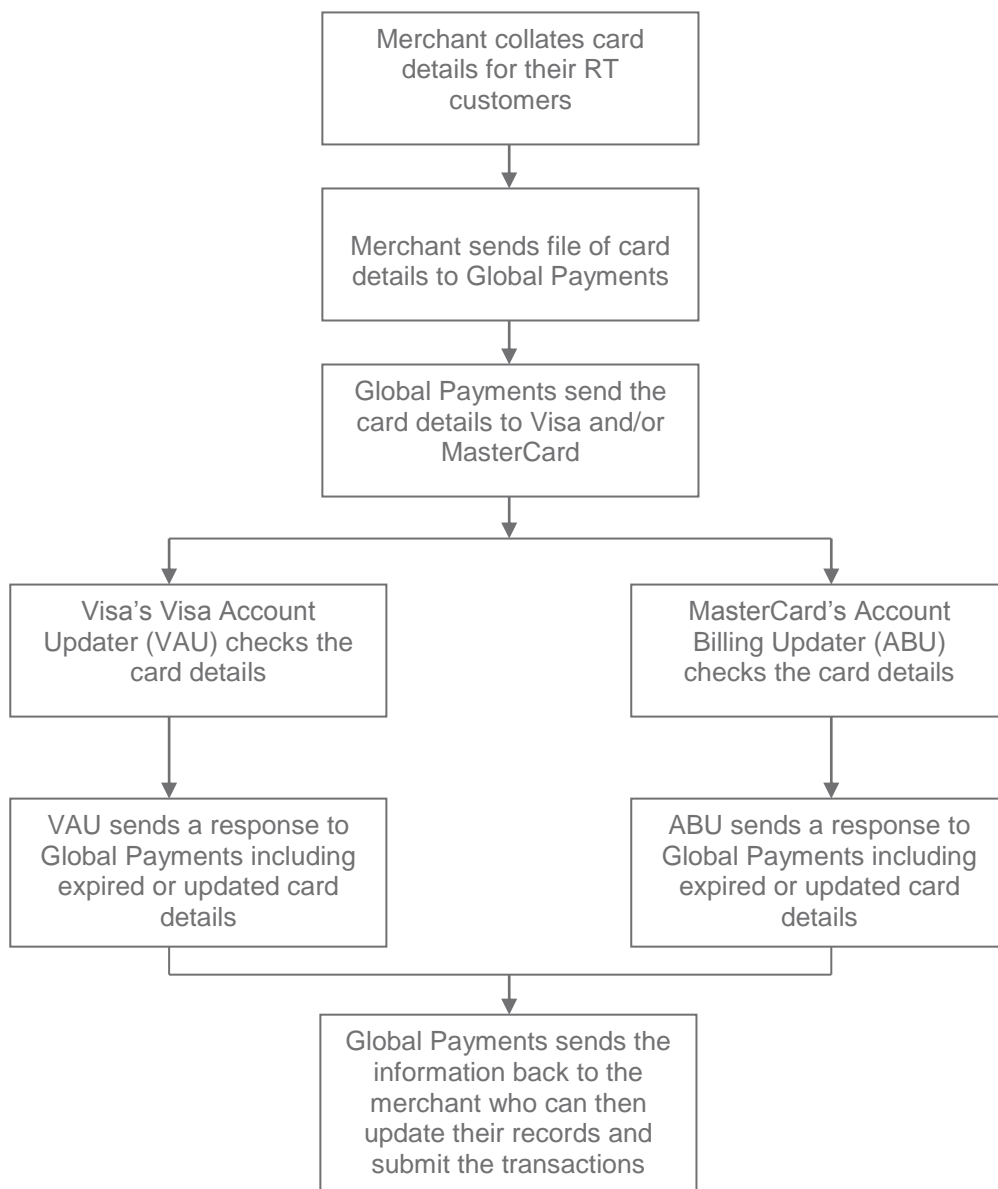 Merchant collates card
details for their RT
customers
Merchant sends file of card
details to Global Payments
Global Payments send the
card details to Visa and/or
MasterCard
Visa’s Visa Account
Updater (VAU) checks the
card details
MasterCard’s Account
Billing Updater (ABU)
checks the card details
VAU sends a response to
Global Payments including
expired or updated card
details
ABU sends a response to
Global Payments including
expired or updated card
details
Global Payments sends the
information back to the
merchant who can then
update their records and
submit the transactions